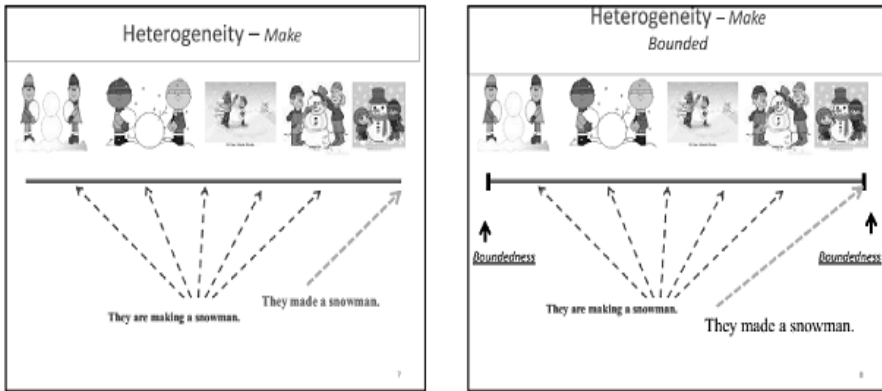 Heterogeneity – Make
They are making a snowman.
They made a snowman.
7
Heterogeneity – Make
Bounded
Boundedness
Boundedness
They are making a snowman.
They made a snowman.
8